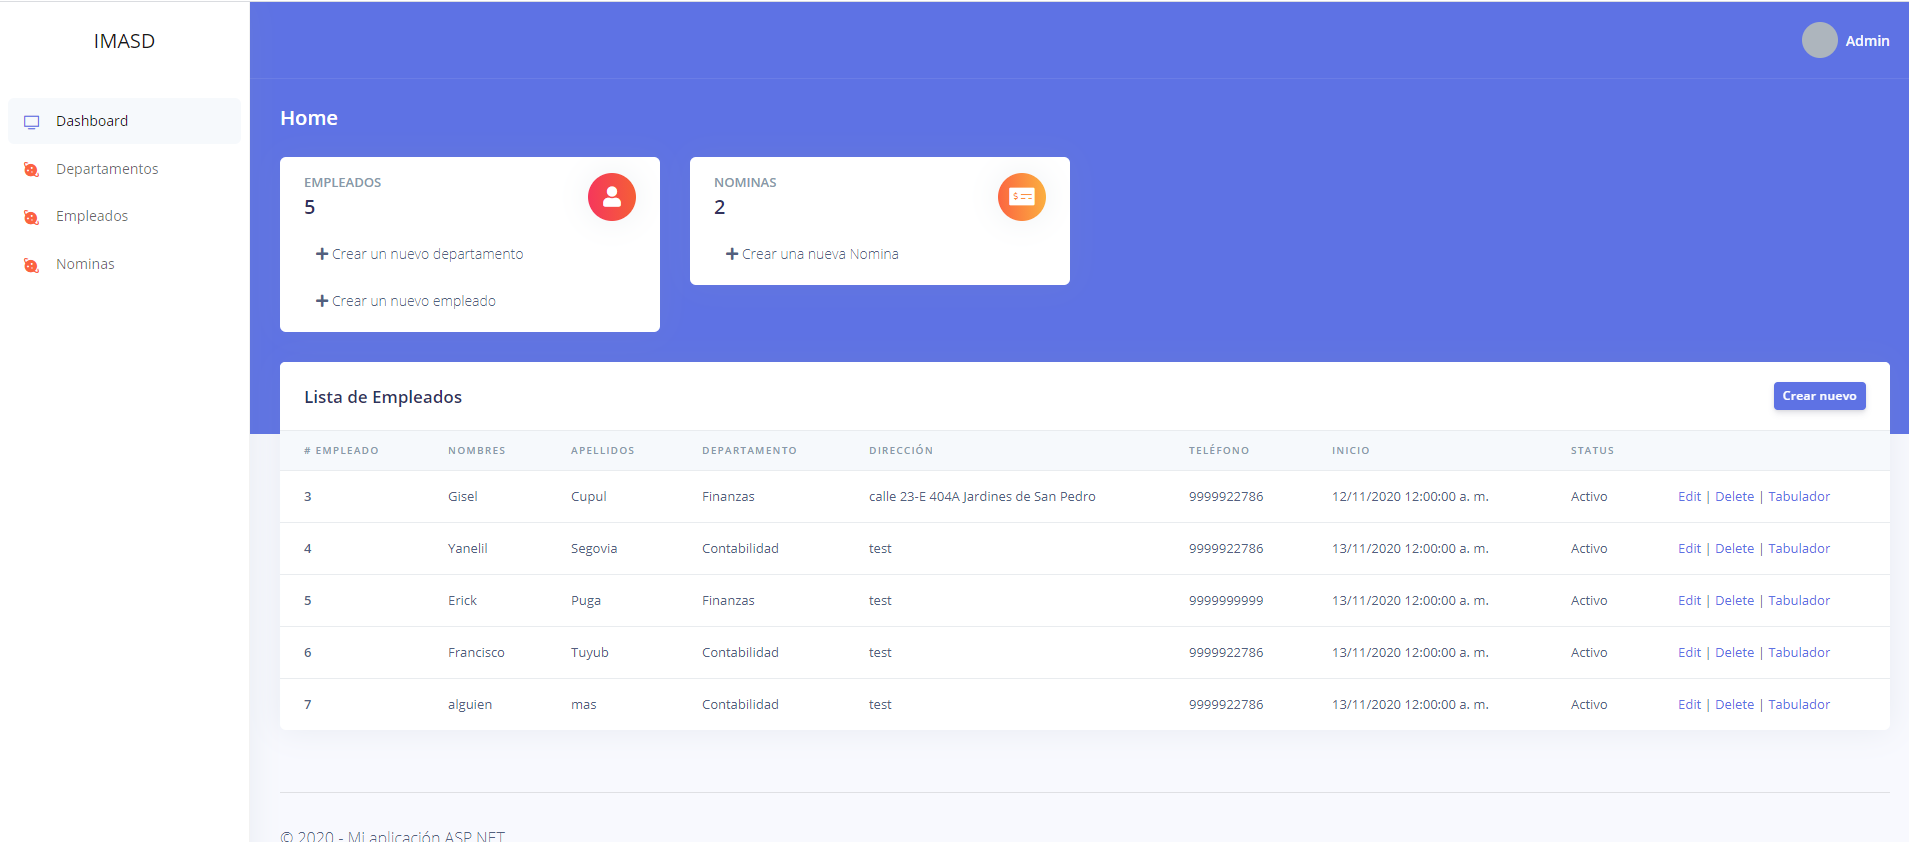 IMASD
Admin
Dashboard
Departamentos
Empleados
Nominas
Home
EMPLEADOS
5
Crear un nuevo departamento
Crear un nuevo empleado
NOMINAS
2
Crear una nueva Nomina
Lista de Empleados
Crear nuevo
# EMPLEADO NOMBRES APELLIDOS DEPARTAMENTO DIRECCIÓN TELÉFONO INICIO STATUS
3 Gisel Cupul Finanzas calle 23-E 404A Jardines de San Pedro 9999922786 12/11/2020 12:00:00 a. m. Activo Edit | Delete | Tabulador
4 Yanelil Segovia Contabilidad test 9999922786 13/11/2020 12:00:00 a. m. Activo Edit | Delete | Tabulador
5 Erick Puga Finanzas test 9999999999 13/11/2020 12:00:00 a. m. Activo Edit | Delete | Tabulador
6 Francisco Tuyub Contabilidad test 9999922786 13/11/2020 12:00:00 a. m. Activo Edit | Delete | Tabulador
7 alguien mas Contabilidad test 9999922786 13/11/2020 12:00:00 a. m. Activo Edit | Delete | Tabulador
© 2020 - Mi aplicación ASP.NET